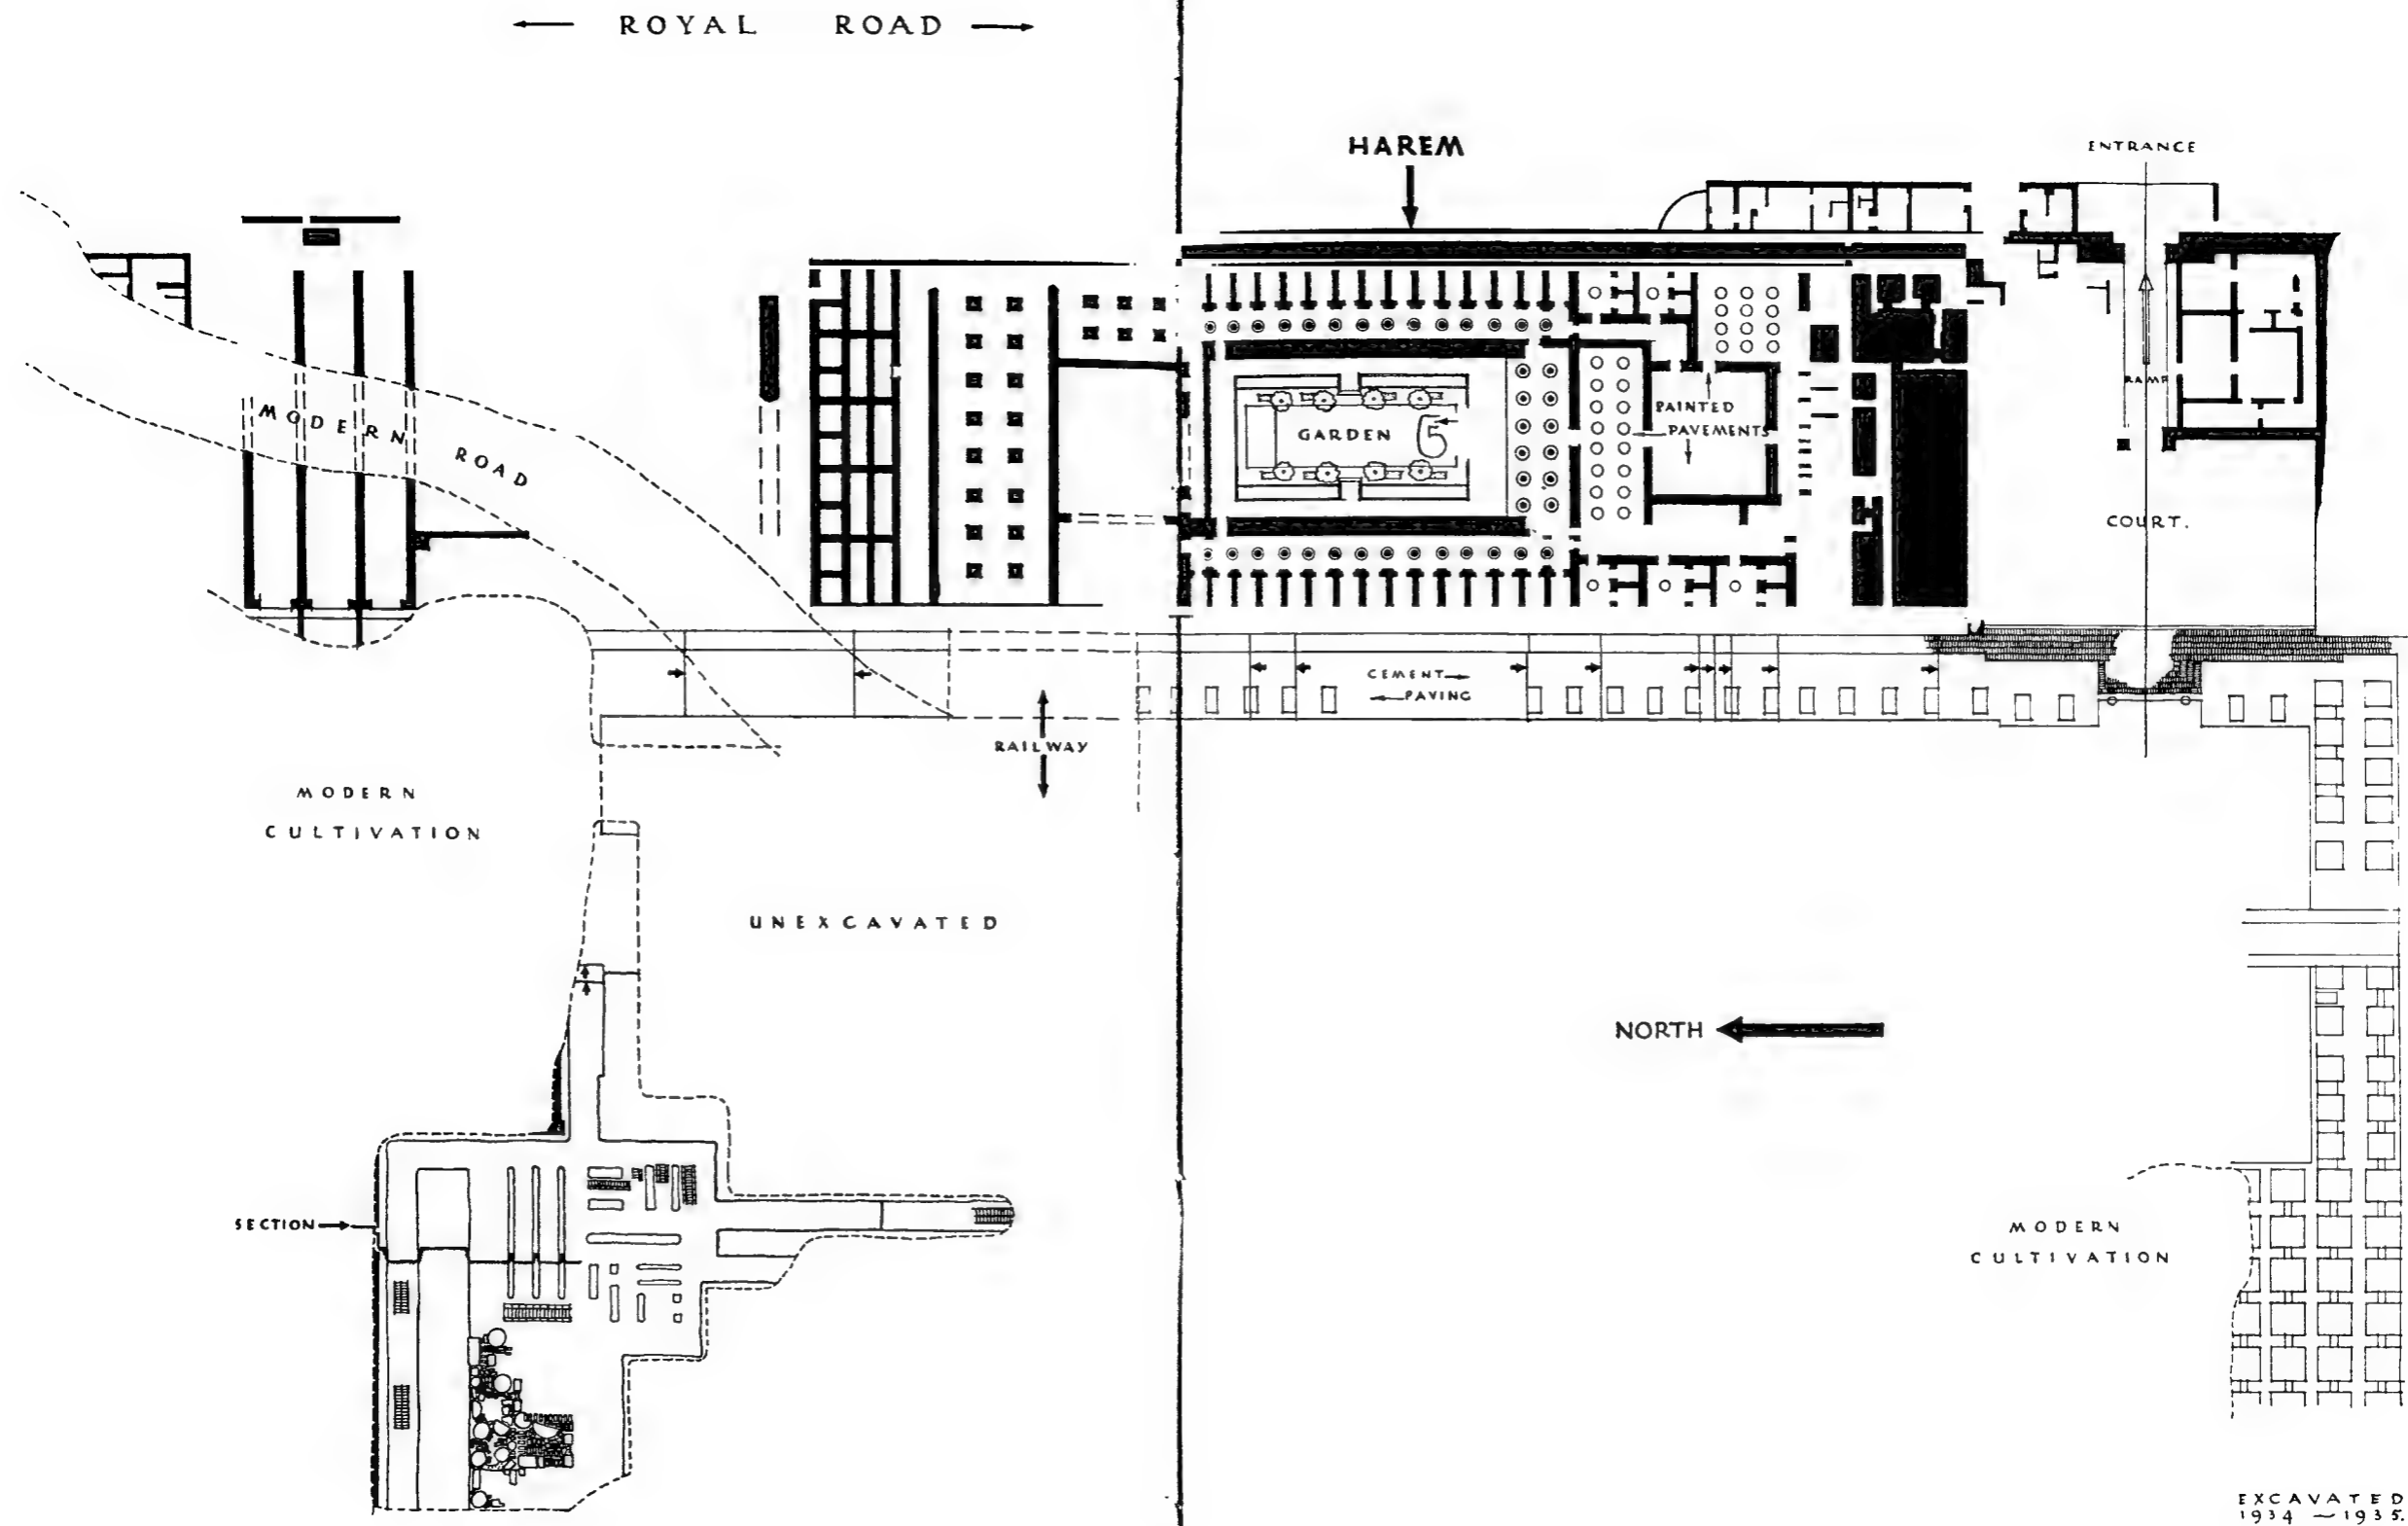 ROYAL ROAD
HAREM
ENTRANCE
MODERN ROAD
GARDEN 5
PAINTED
PAVEMENTS
RAMP
COURT.
CEMENT
PAVING
RAILWAY
MODERN
CULTIVATION
UNEXCAVATED
NORTH
SECTION
MODERN
CULTIVATION
EXCAVATED
1934 — 1935.